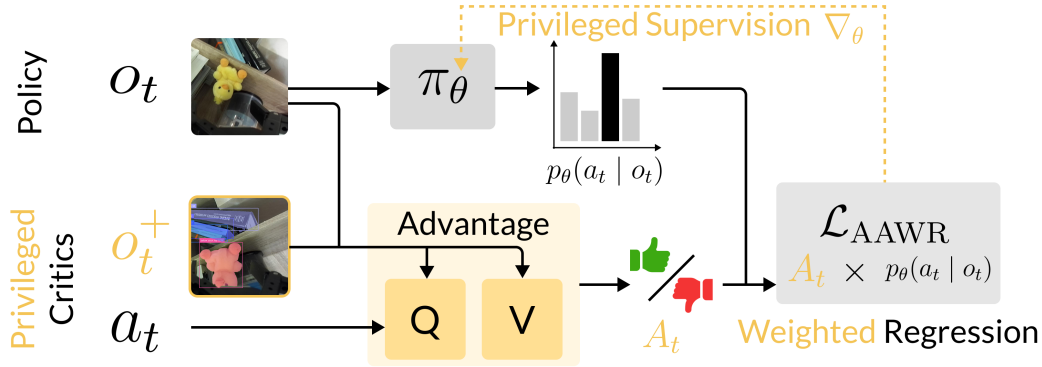 Privileged Supervision ∇θ
Policy
o_t
π_θ
p_θ(a_t | o_t)
Privileged
Critics
o_t^+
a_t
Advantage
Q
V
A_t
L_AAWR
A_t × p_θ(a_t | o_t)
Weighted Regression